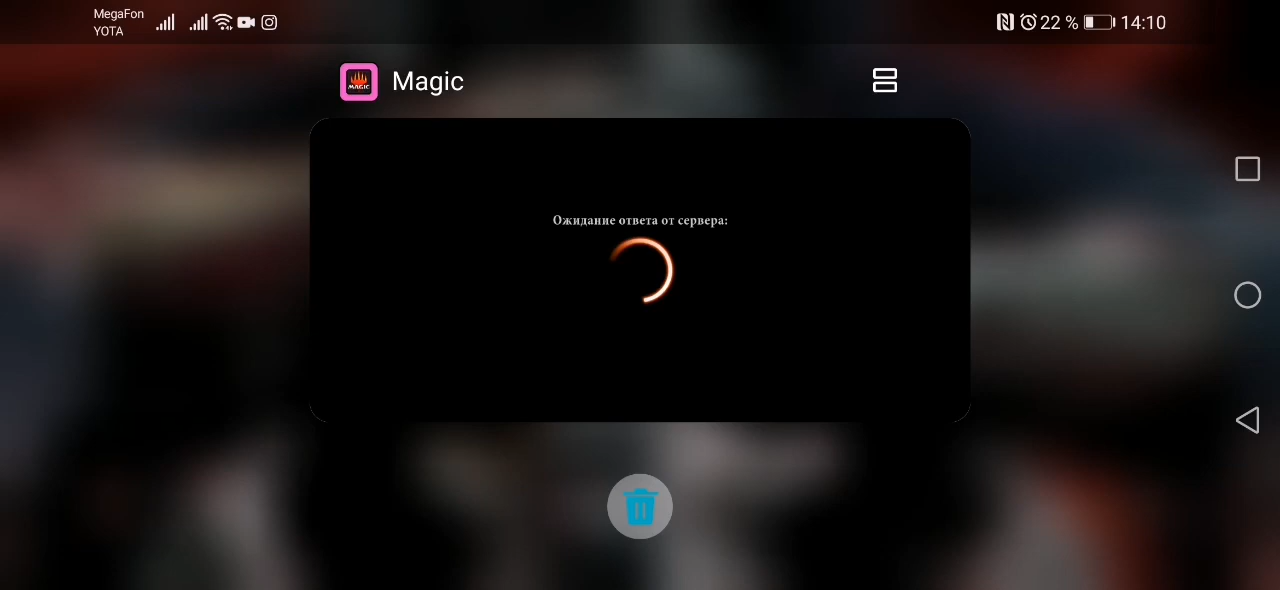 MegaFon
YOTA
22 % 14:10
MAGIC
Magic
Ожидание ответа от сервера: